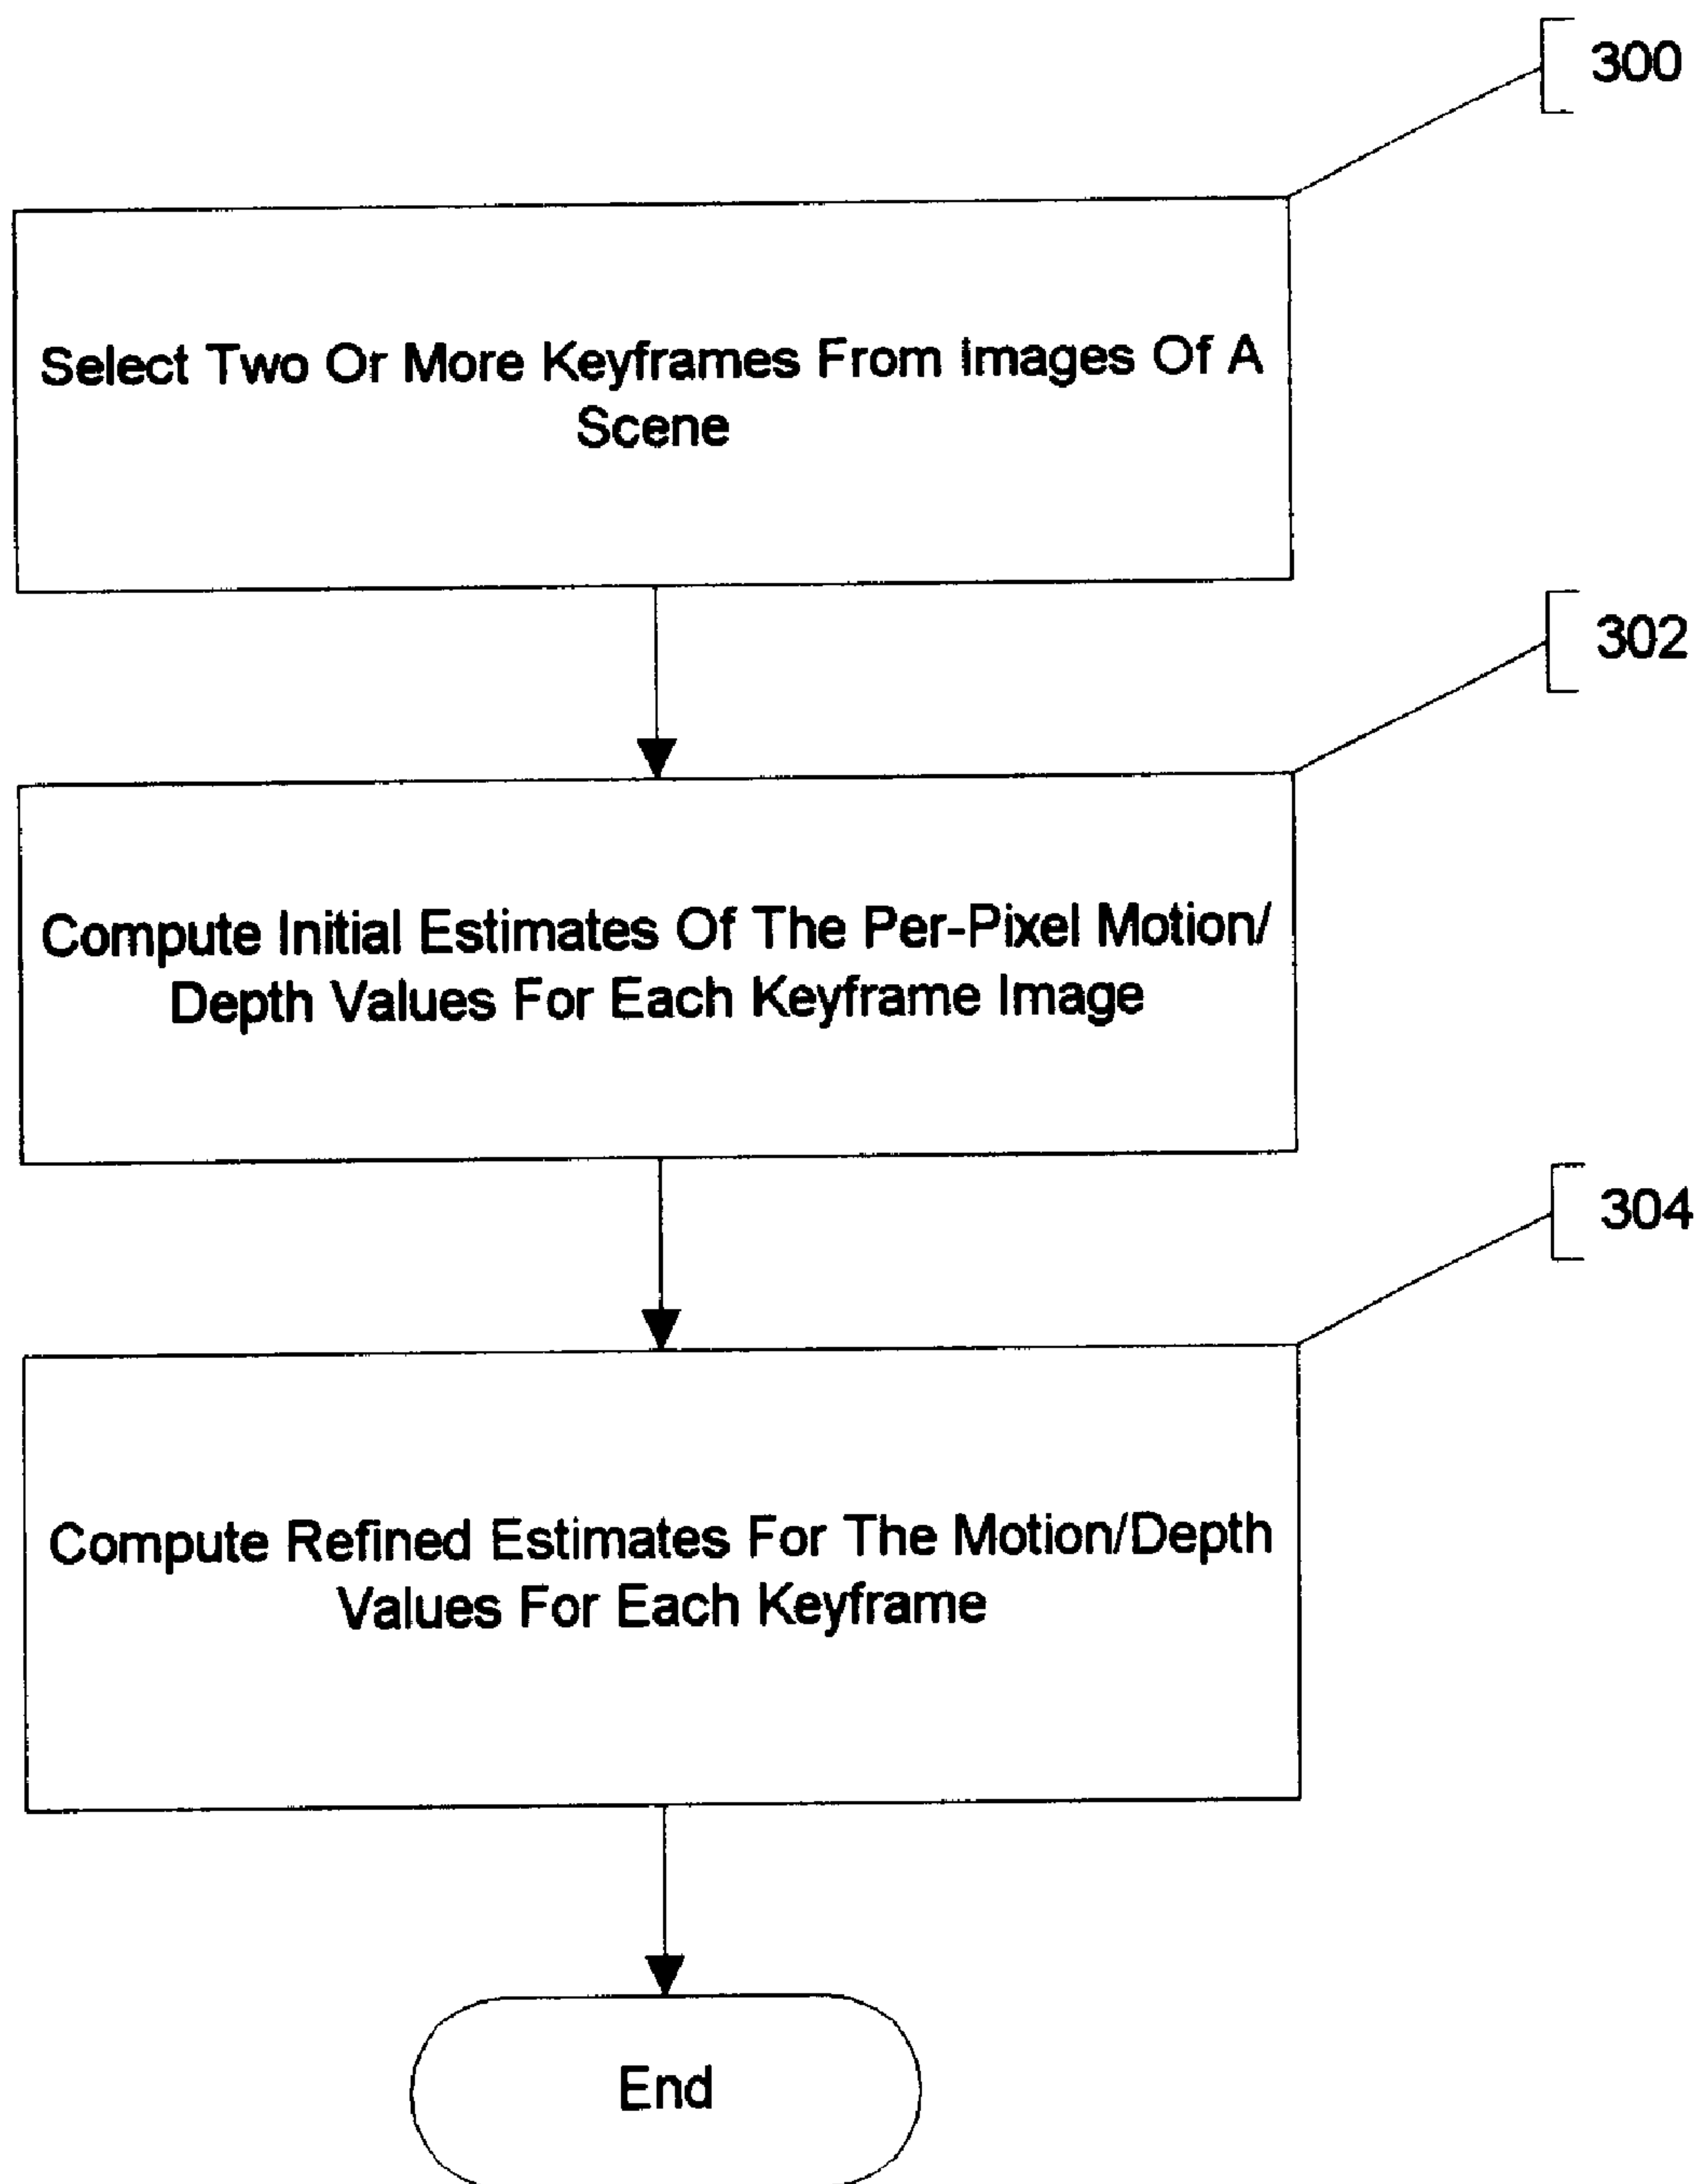 300
Select Two Or More Keyframes From Images Of A
Scene
302
Compute Initial Estimates Of The Per-Pixel Motion/
Depth Values For Each Keyframe Image
304
Compute Refined Estimates For The Motion/Depth
Values For Each Keyframe
End